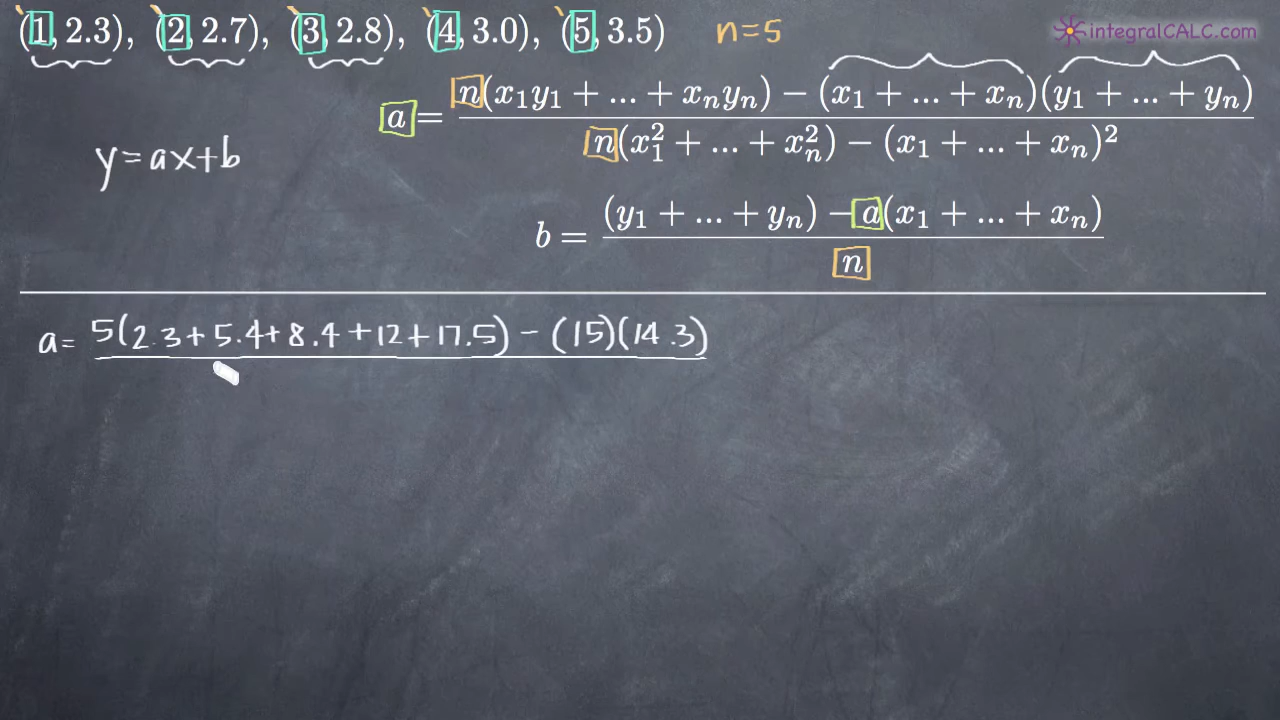 (1, 2.3), (2, 2.7), (3, 2.8), (4, 3.0), (5, 3.5) n=5
integralCALC.com
a = n(x₁y₁ + ... + xₙyₙ) − (x₁ + ... + xₙ)(y₁ + ... + yₙ)
n(x₁² + ... + xₙ²) − (x₁ + ... + xₙ)²
y=ax+b
b = (y₁ + ... + yₙ) − a(x₁ + ... + xₙ)
n
a= 5(2.3+5.4+8.4+12+17.5) − (15)(14.3)